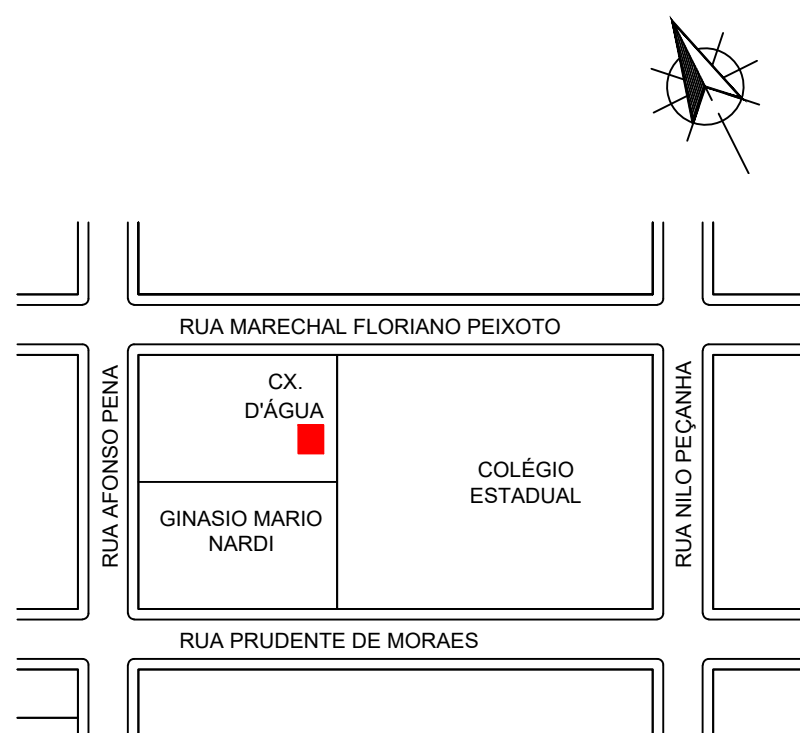 RUA MARECHAL FLORIANO PEIXOTO
RUA AFONSO PENA
CX.
D'ÁGUA
GINASIO MARIO
NARDI
COLÉGIO
ESTADUAL
RUA NILO PEÇANHA
RUA PRUDENTE DE MORAES